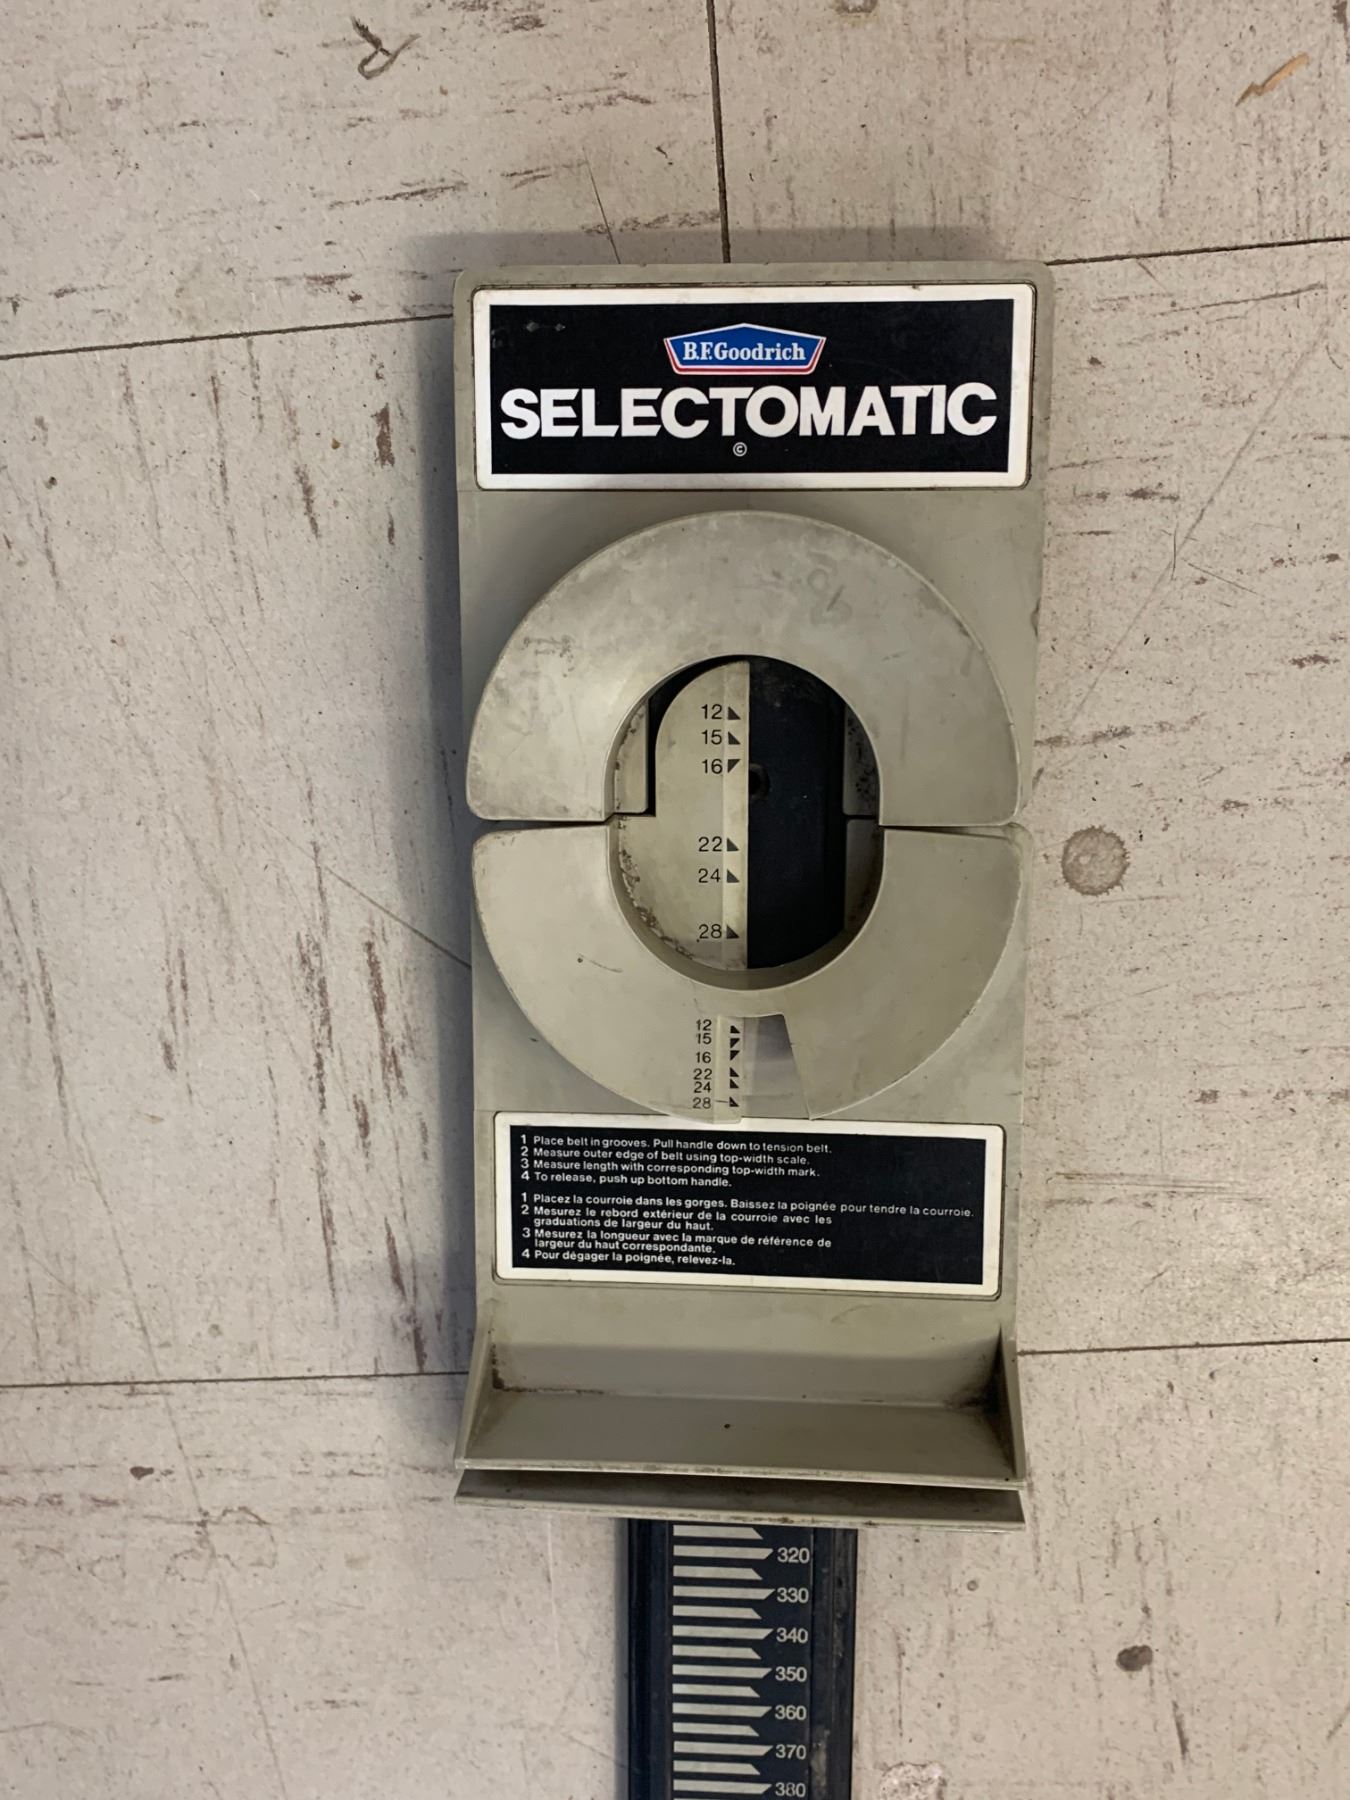 B.F.Goodrich
SELECTOMATIC
©
12
15
16
22
24
28
12
15
16
22
24
28
1 Place belt in grooves. Pull handle down to tension belt.
2 Measure outer edge of belt using top-width scale.
3 Measure length with corresponding top-width mark.
4 To release, push up bottom handle.
1 Placez la courroie dans les gorges. Baissez la poignée pour tendre la courroie.
2 Mesurez le rebord extérieur de la courroie avec les
graduations de largeur du haut.
3 Mesurez la longueur avec la marque de référence de
largeur du haut correspondante.
4 Pour dégager la poignée, relevez-la.
320
330
340
350
360
370
380